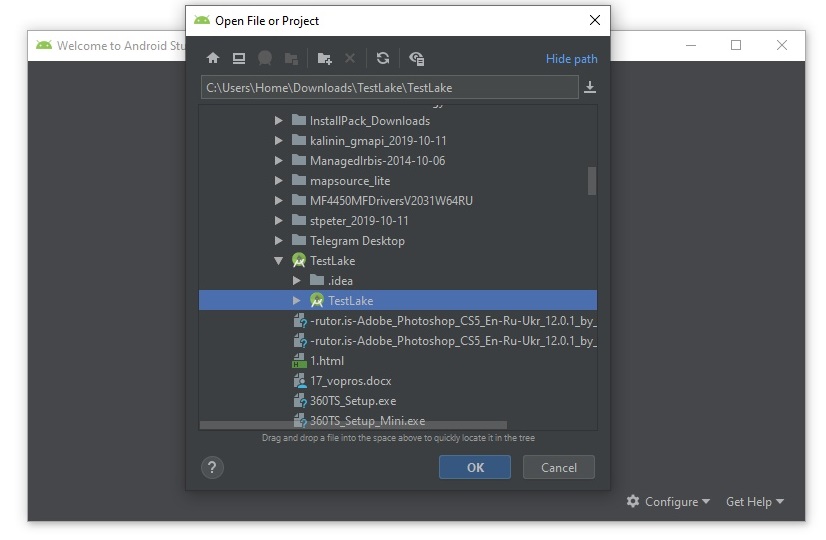 Open File or Project
Welcome to Android Stu
Hide path
C:\Users\Home\Downloads\TestLake\TestLake
InstallPack_Downloads
kalinin_gmapi_2019-10-11
ManagedIrbis-2014-10-06
mapsource_lite
MF4450MFDriversV2031W64RU
stpeter_2019-10-11
Telegram Desktop
TestLake
.idea
TestLake
-rutor.is-Adobe_Photoshop_CS5_En-Ru-Ukr_12.0.1_by_
-rutor.is-Adobe_Photoshop_CS5_En-Ru-Ukr_12.0.1_by_
1.html
17_vopros.docx
360TS_Setup.exe
360TS_Setup_Mini.exe
Drag and drop a file into the space above to quickly locate it in the tree
? OK Cancel
Configure Get Help